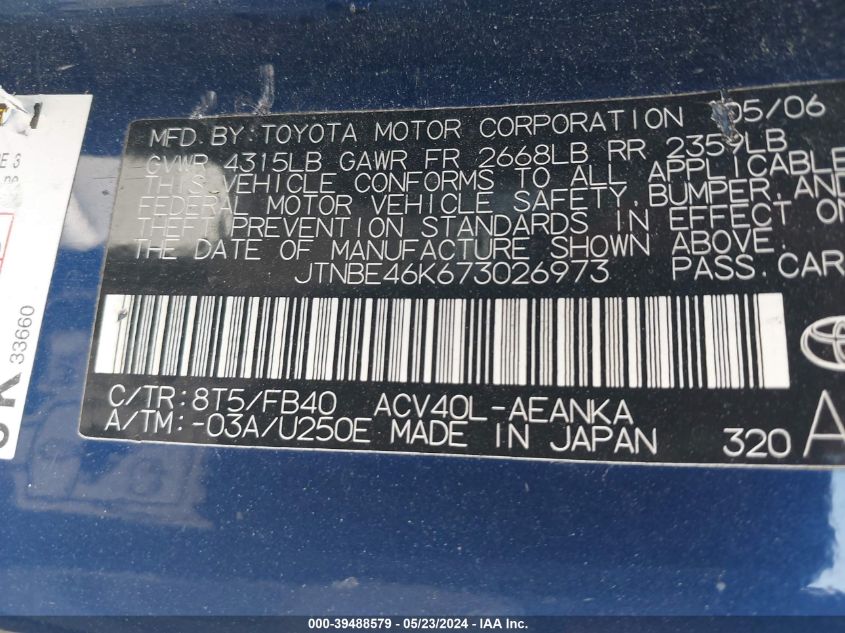 MFD. BY: TOYOTA MOTOR CORPORATION 05/06
GVWR 4315LB GAWR FR 2668LB RR 2359LB
THIS VEHICLE CONFORMS TO ALL APPLICABLE
FEDERAL MOTOR VEHICLE SAFETY, BUMPER, AND
THEFT PREVENTION STANDARDS IN EFFECT ON
THE DATE OF MANUFACTURE SHOWN ABOVE.
JTNBE46K673026973 PASS. CAR
C/TR: 8T5/FB40 ACV40L-AEANKA
A/TM: -03A/U250E MADE IN JAPAN 320 A
33660
000-39488579 / 05/23/2024 / IAAI.com